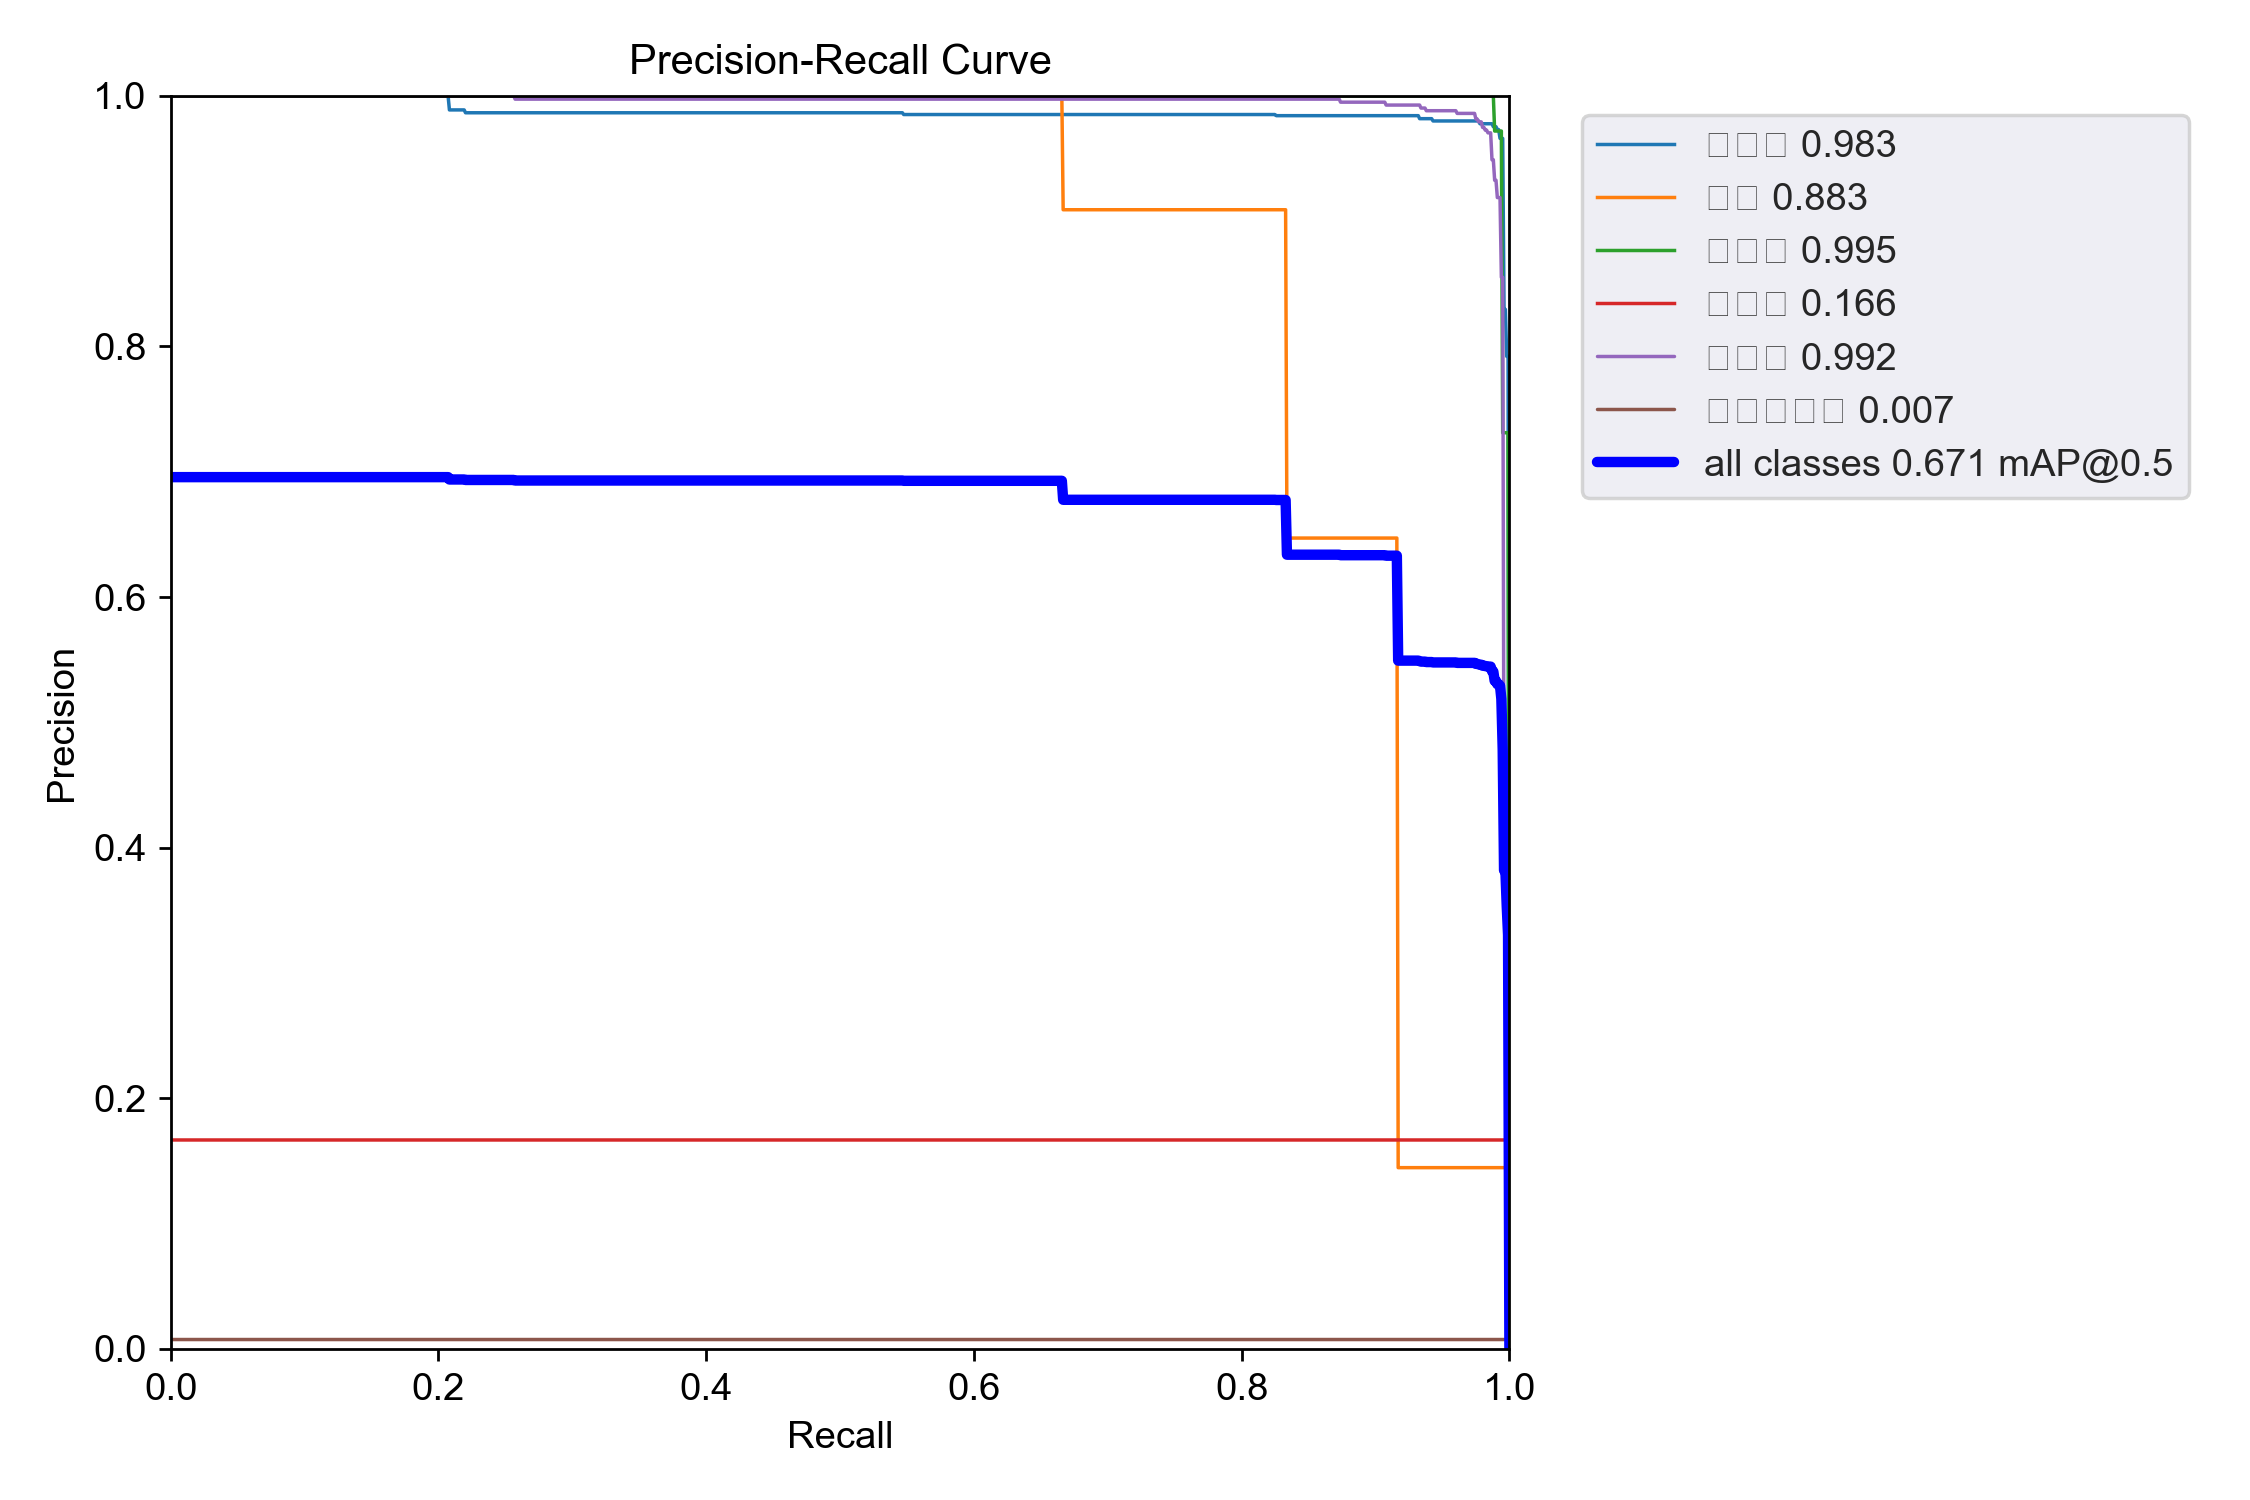 Precision-Recall Curve
1.0
0.8
0.6
0.4
0.2
0.0
Precision
0.0 0.2 0.4 0.6 0.8 1.0
Recall
□□□ 0.983
□□ 0.883
□□□ 0.995
□□□ 0.166
□□□ 0.992
□□□□□ 0.007
all classes 0.671 mAP@0.5